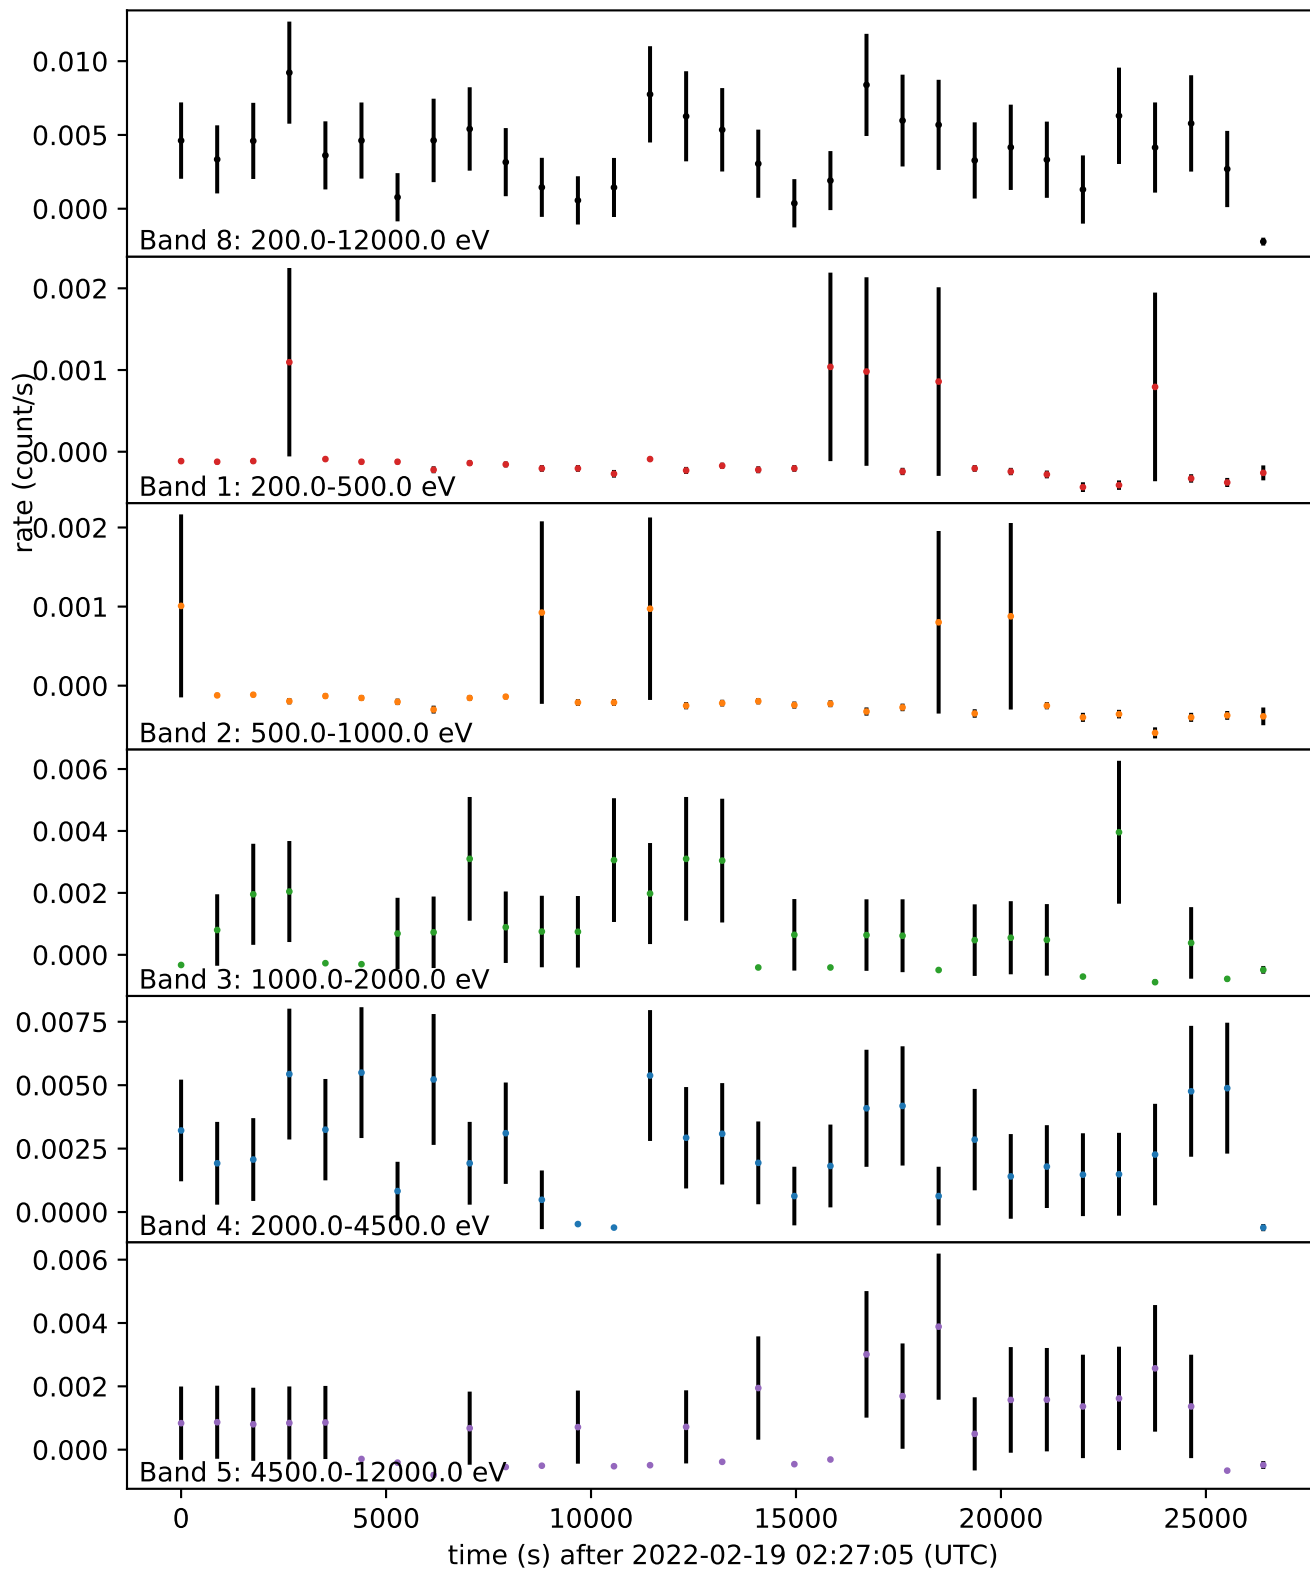 0.010
0.005
0.000
Band 8: 200.0-12000.0 eV
0.002
0.001
0.000
Band 1: 200.0-500.0 eV
rate (count/s)
0.002
0.001
0.000
Band 2: 500.0-1000.0 eV
0.006
0.004
0.002
0.000
Band 3: 1000.0-2000.0 eV
0.0075
0.0050
0.0025
0.0000
Band 4: 2000.0-4500.0 eV
0.006
0.004
0.002
0.000
Band 5: 4500.0-12000.0 eV
0 5000 10000 15000 20000 25000
time (s) after 2022-02-19 02:27:05 (UTC)